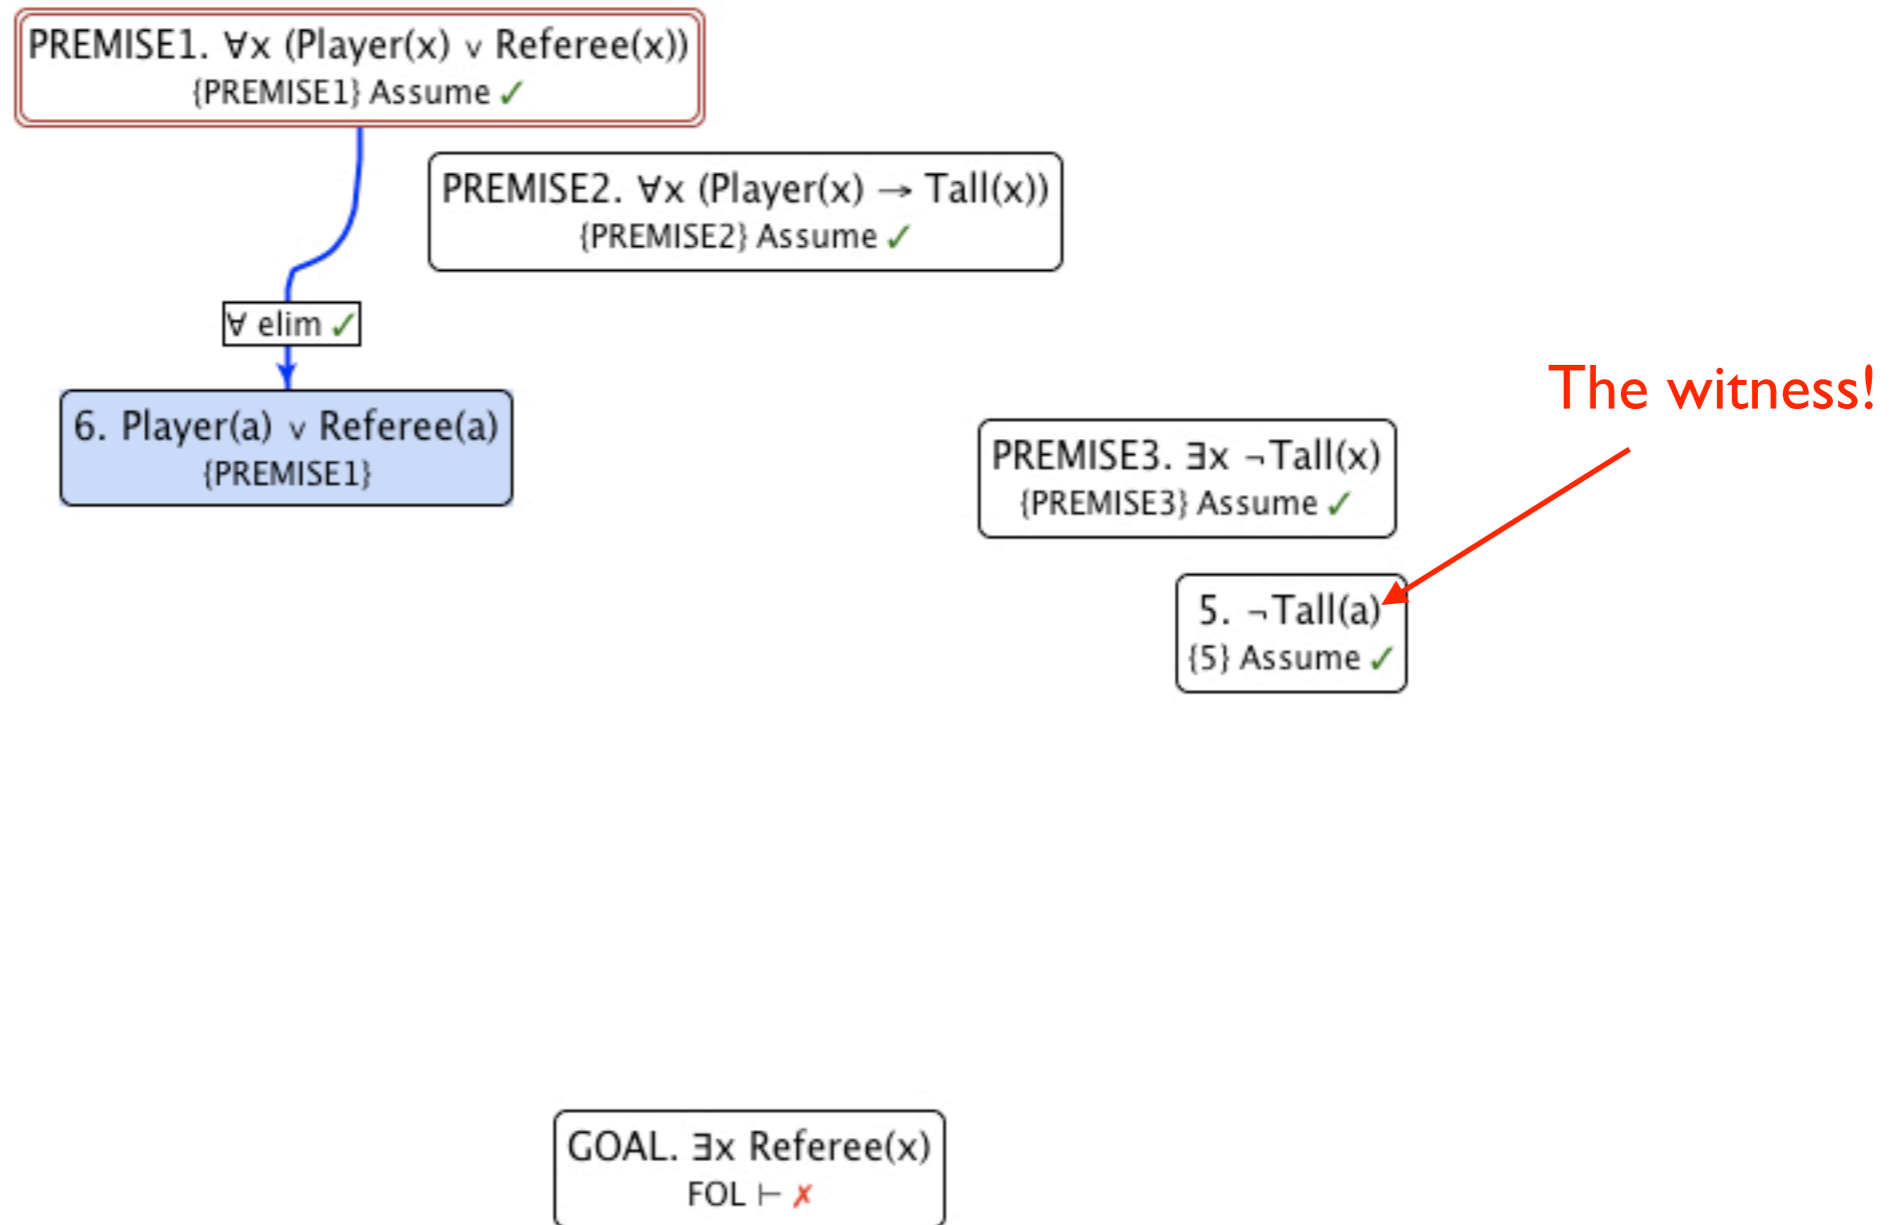 PREMISE1. ∀x (Player(x) ∨ Referee(x))
{PREMISE1} Assume ✓
PREMISE2. ∀x (Player(x) → Tall(x))
{PREMISE2} Assume ✓
∀ elim ✓
The witness!
6. Player(a) ∨ Referee(a)
{PREMISE1}
PREMISE3. ∃x ¬Tall(x)
{PREMISE3} Assume ✓
5. ¬Tall(a)
{5} Assume ✓
GOAL. ∃x Referee(x)
FOL ⊢ ✗